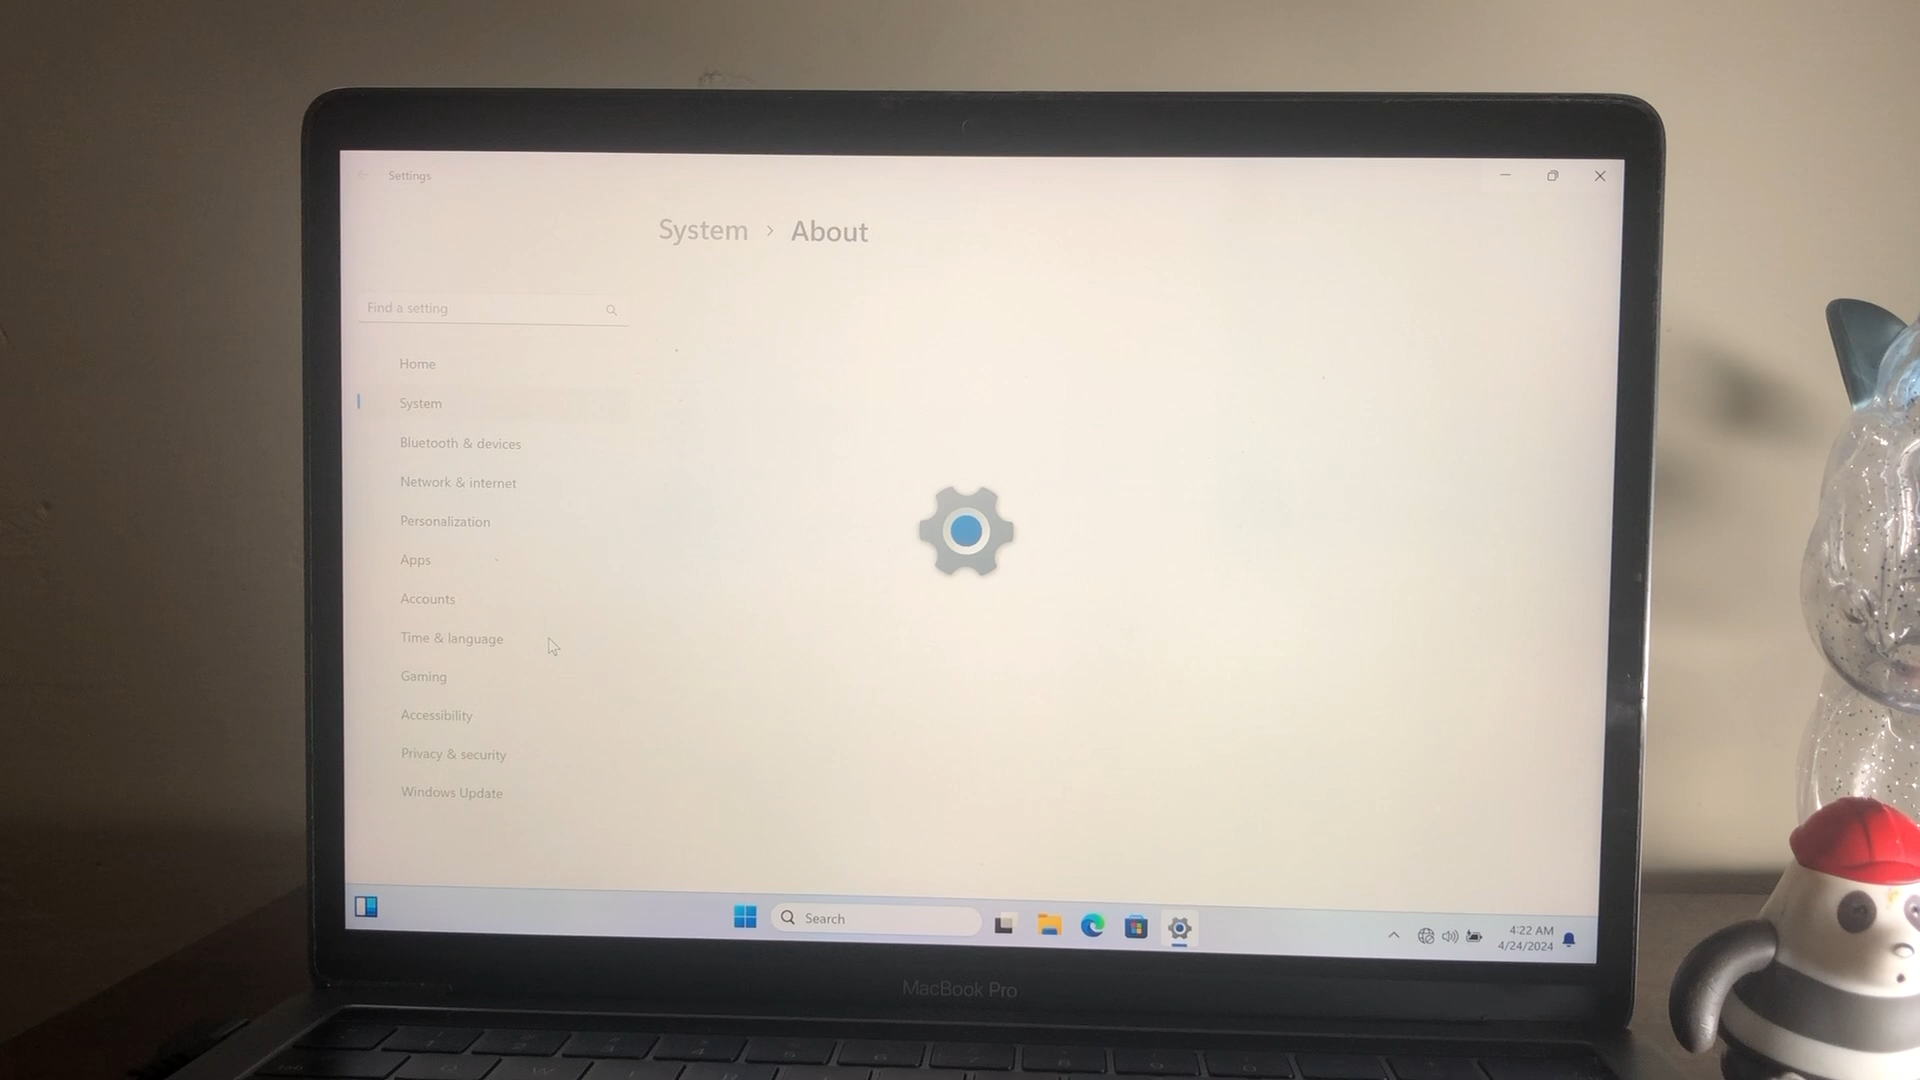 Settings
System > About
Find a setting
Home
System
Bluetooth & devices
Network & internet
Personalization
Apps
Accounts
Time & language
Gaming
Accessibility
Privacy & security
Windows Update
Search
4:22 AM
4/24/2024
MacBook Pro